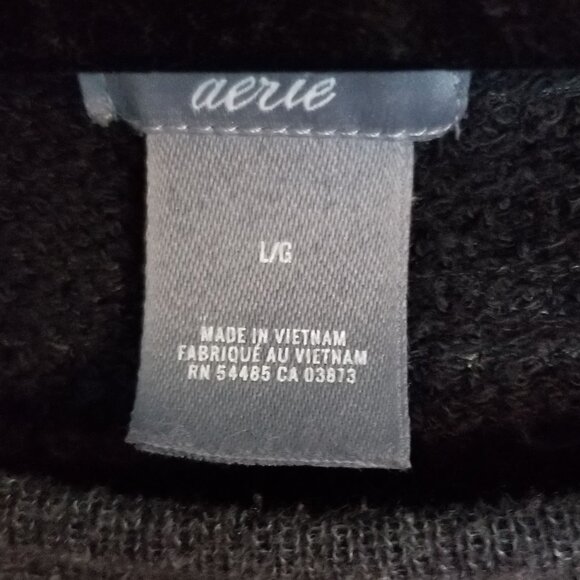 aerie
L/G
MADE IN VIETNAM
FABRIQUÉ AU VIETNAM
RN 54485 CA 03873